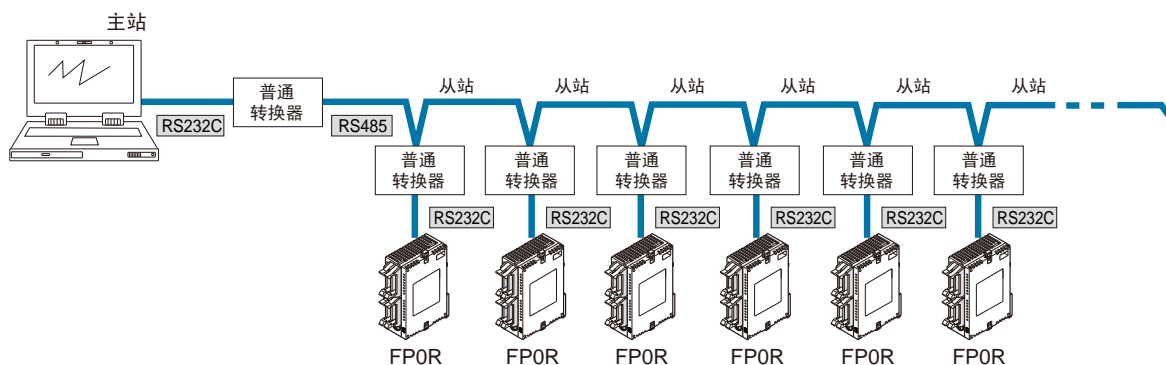 主站
从站 从站 从站 从站 从站 从站
普通
转换器
RS232C
RS485
普通
转换器
普通
转换器
普通
转换器
普通
转换器
普通
转换器
普通
转换器
RS232C RS232C RS232C RS232C RS232C RS232C
FP0R FP0R FP0R FP0R FP0R FP0R